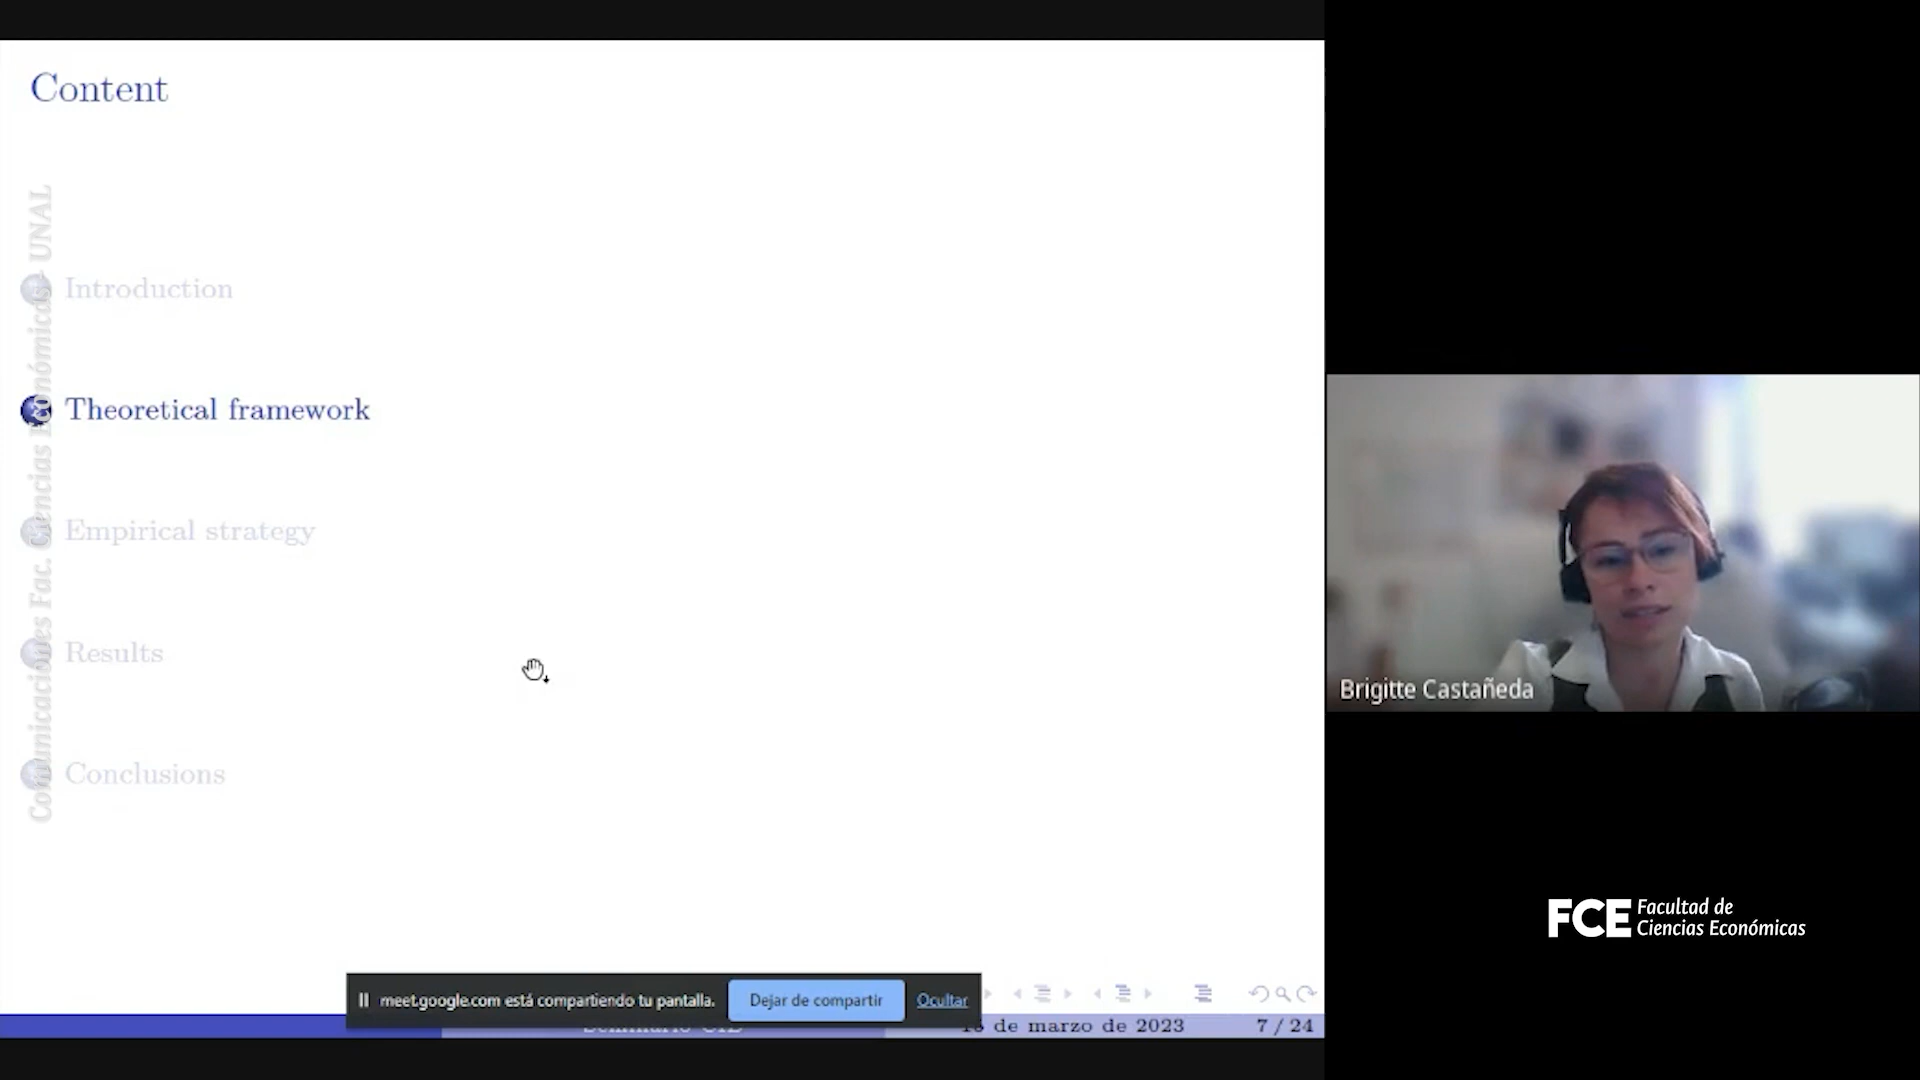 Content
Comunicaciones Fac. Ciencias Económicas - UNAL
Introduction
Theoretical framework
Empirical strategy
Results
Conclusions
meet.google.com está compartiendo tu pantalla.
Dejar de compartir
Ocultar
de marzo de 2023
7 / 24
Brigitte Castañeda
FCE Facultad de
Ciencias Económicas